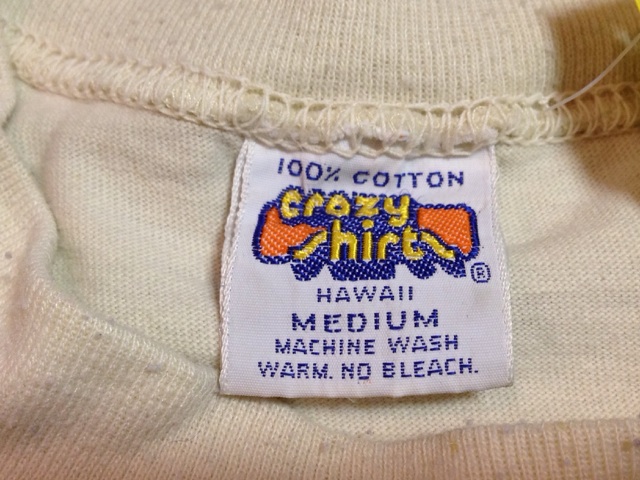 100% COTTON
crazy
shirts
®
HAWAII
MEDIUM
MACHINE WASH
WARM. NO BLEACH.